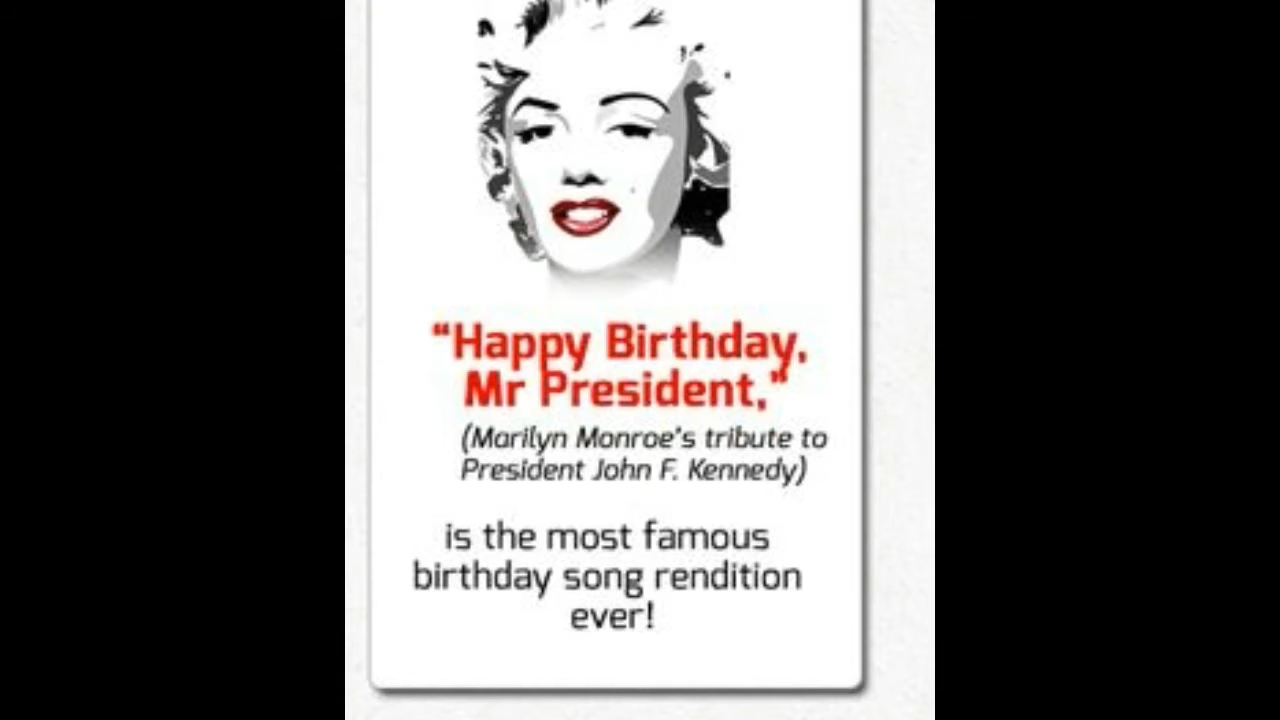 “Happy Birthday,
Mr President,”
(Marilyn Monroe’s tribute to
President John F. Kennedy)
is the most famous
birthday song rendition
ever!